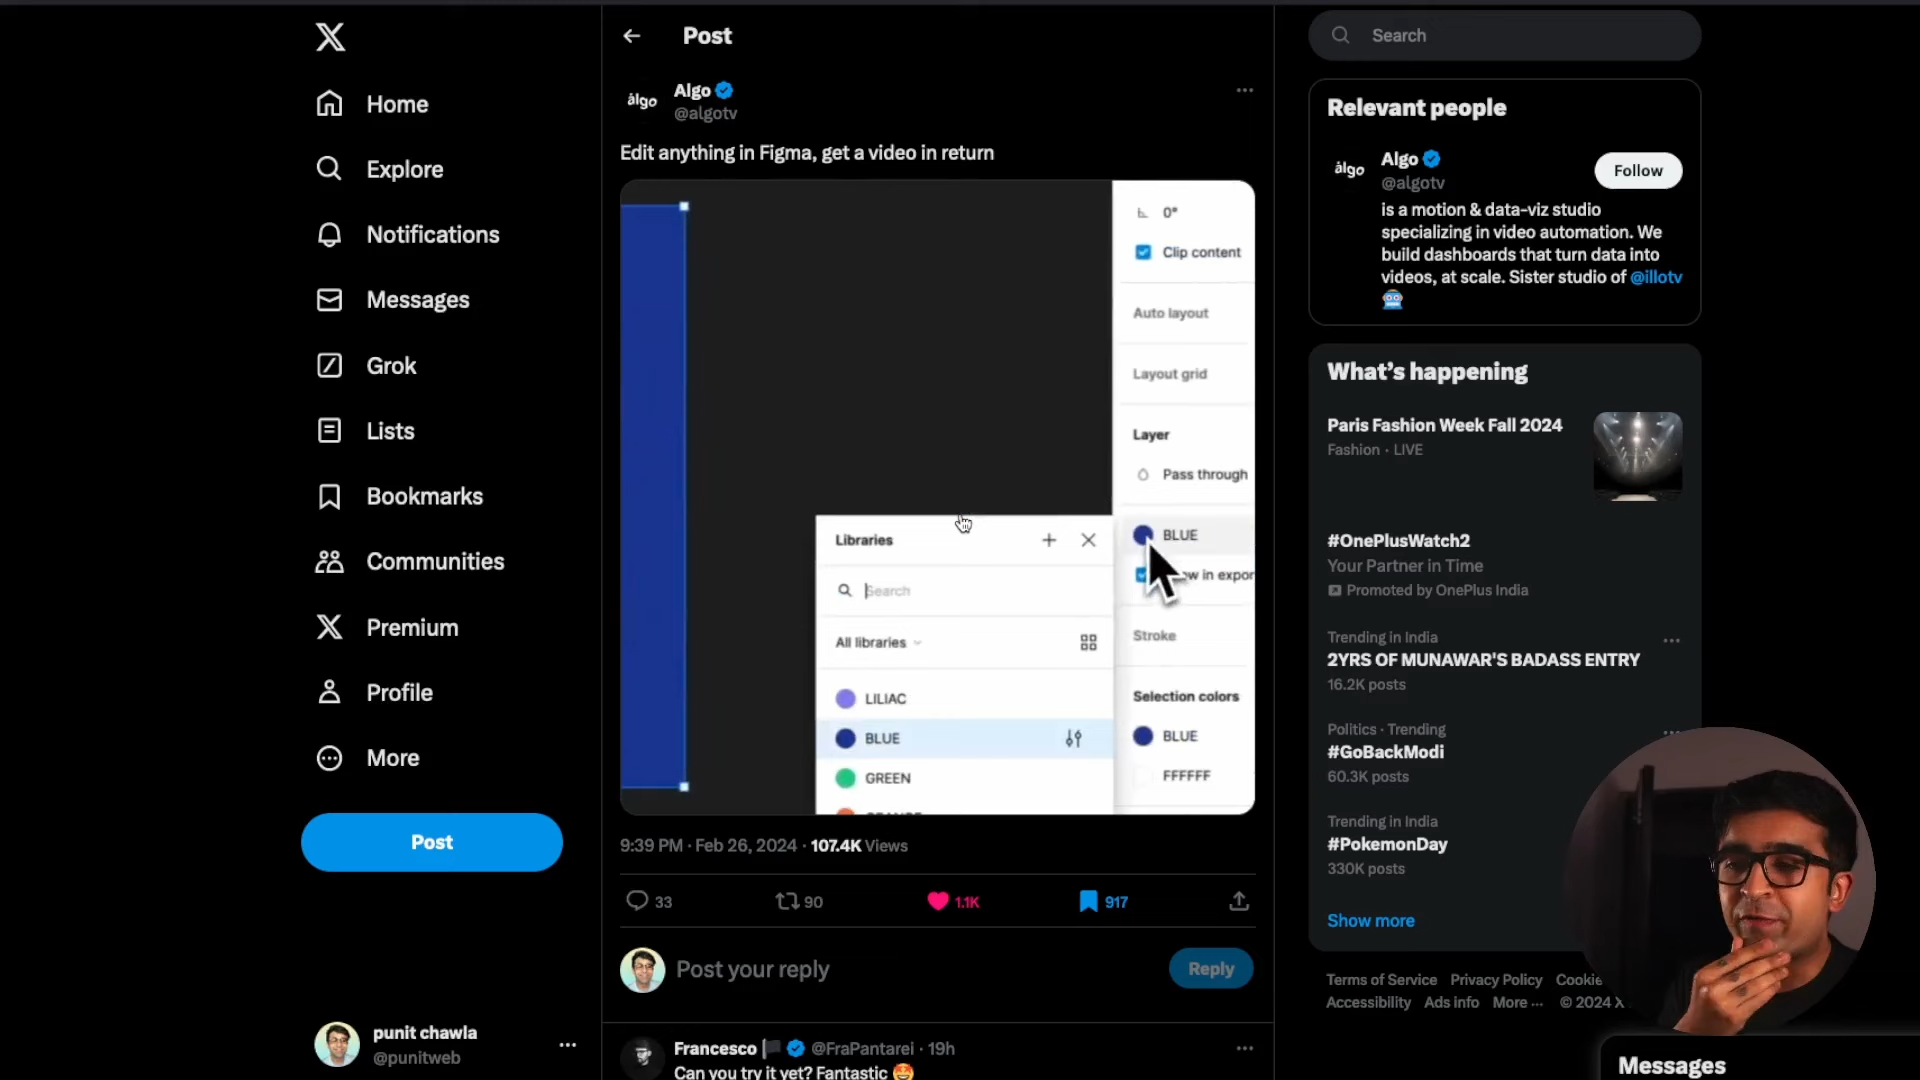 Home
Explore
Notifications
Messages
Grok
Lists
Bookmarks
Communities
Premium
Profile
More
Post
punit chawla
@punitweb
Post
algo
Algo
@algotv
Edit anything in Figma, get a video in return
0°
Clip content
Auto layout
Layout grid
Layer
Pass through
BLUE
w in expor
Stroke
Selection colors
BLUE
FFFFFF
Libraries
Search
All libraries
LILIAC
BLUE
GREEN
9:39 PM · Feb 26, 2024 · 107.4K Views
33
90
1.1K
917
Post your reply
Reply
Francesco @FraPantarei · 19h
Can you try it yet? Fantastic 🤩
Search
Relevant people
algo
Algo
@algotv
Follow
is a motion & data-viz studio
specializing in video automation. We
build dashboards that turn data into
videos, at scale. Sister studio of @illotv
🤖
What's happening
Paris Fashion Week Fall 2024
Fashion · LIVE
#OnePlusWatch2
Your Partner in Time
Promoted by OnePlus India
Trending in India
2YRS OF MUNAWAR'S BADASS ENTRY
16.2K posts
Politics · Trending
#GoBackModi
60.3K posts
Trending in India
#PokemonDay
330K posts
Show more
Terms of Service Privacy Policy Cookie
Accessibility Ads info More ··· © 2024 X
Messages